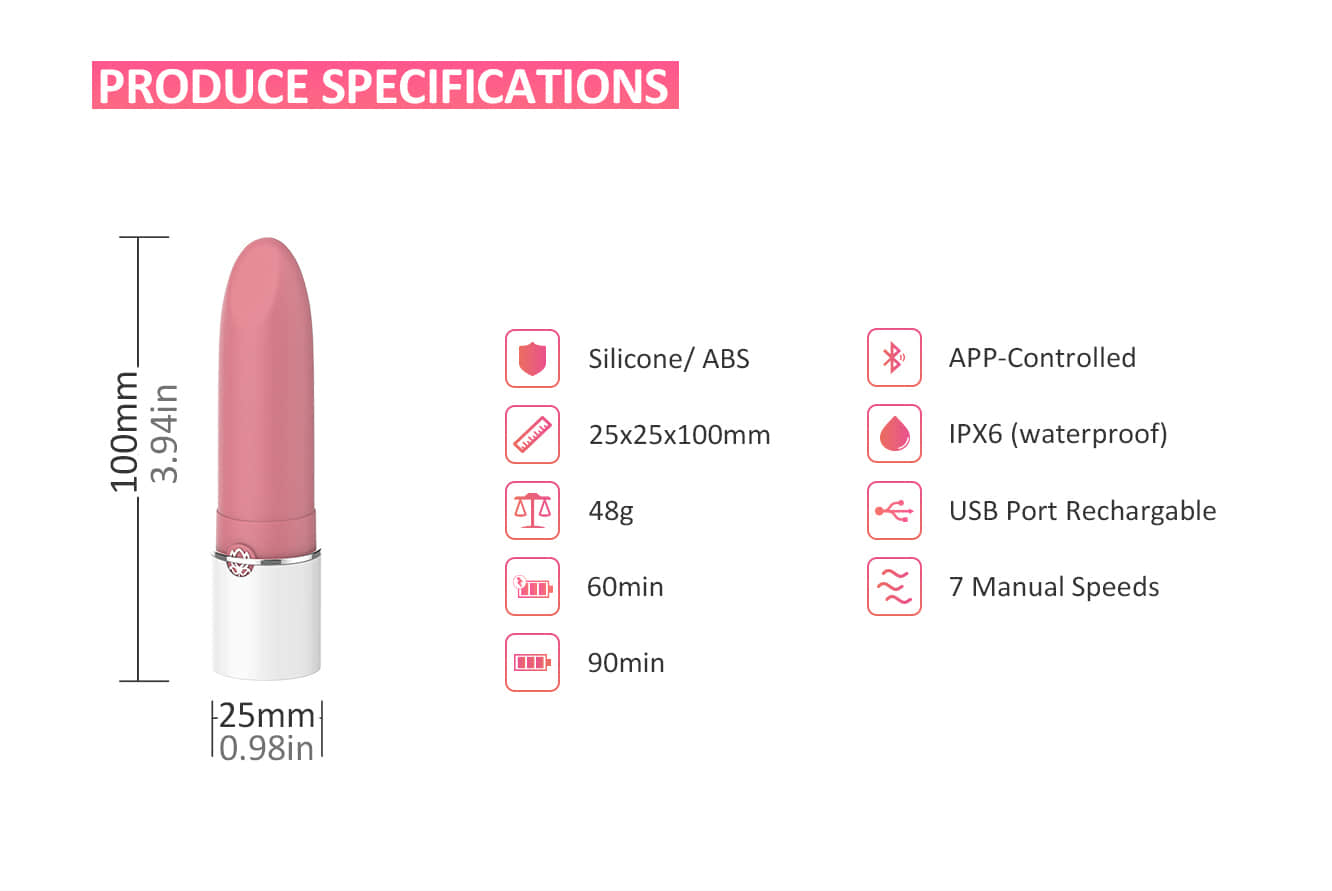 PRODUCE SPECIFICATIONS
100mm
3.94in
25mm
0.98in
Silicone/ ABS
25x25x100mm
48g
60min
90min
APP-Controlled
IPX6 (waterproof)
USB Port Rechargable
7 Manual Speeds